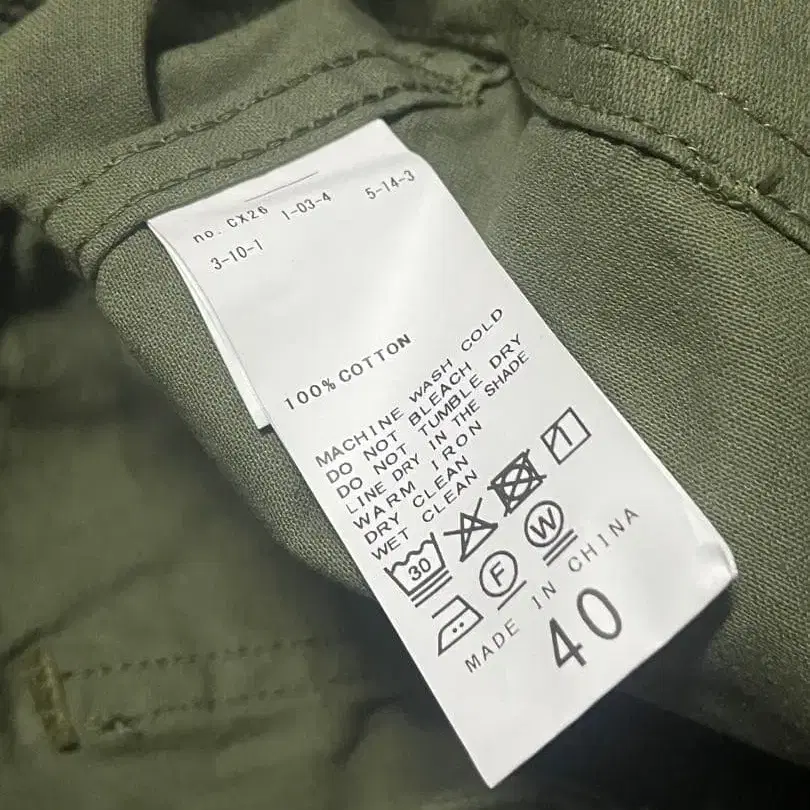 no. CX26 1-03-4 5-14-3
3-10-1
100% COTTON
MACHINE WASH COLD
DO NOT BLEACH
DO NOT TUMBLE DRY
LINE DRY IN THE SHADE
WARM IRON
DRY CLEAN
WET CLEAN
30
F W
MADE IN CHINA
40